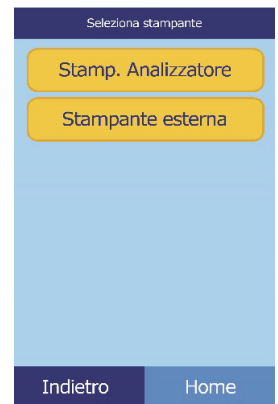 Seleziona stampante
Stamp. Analizzatore
Stampante esterna
Indietro Home